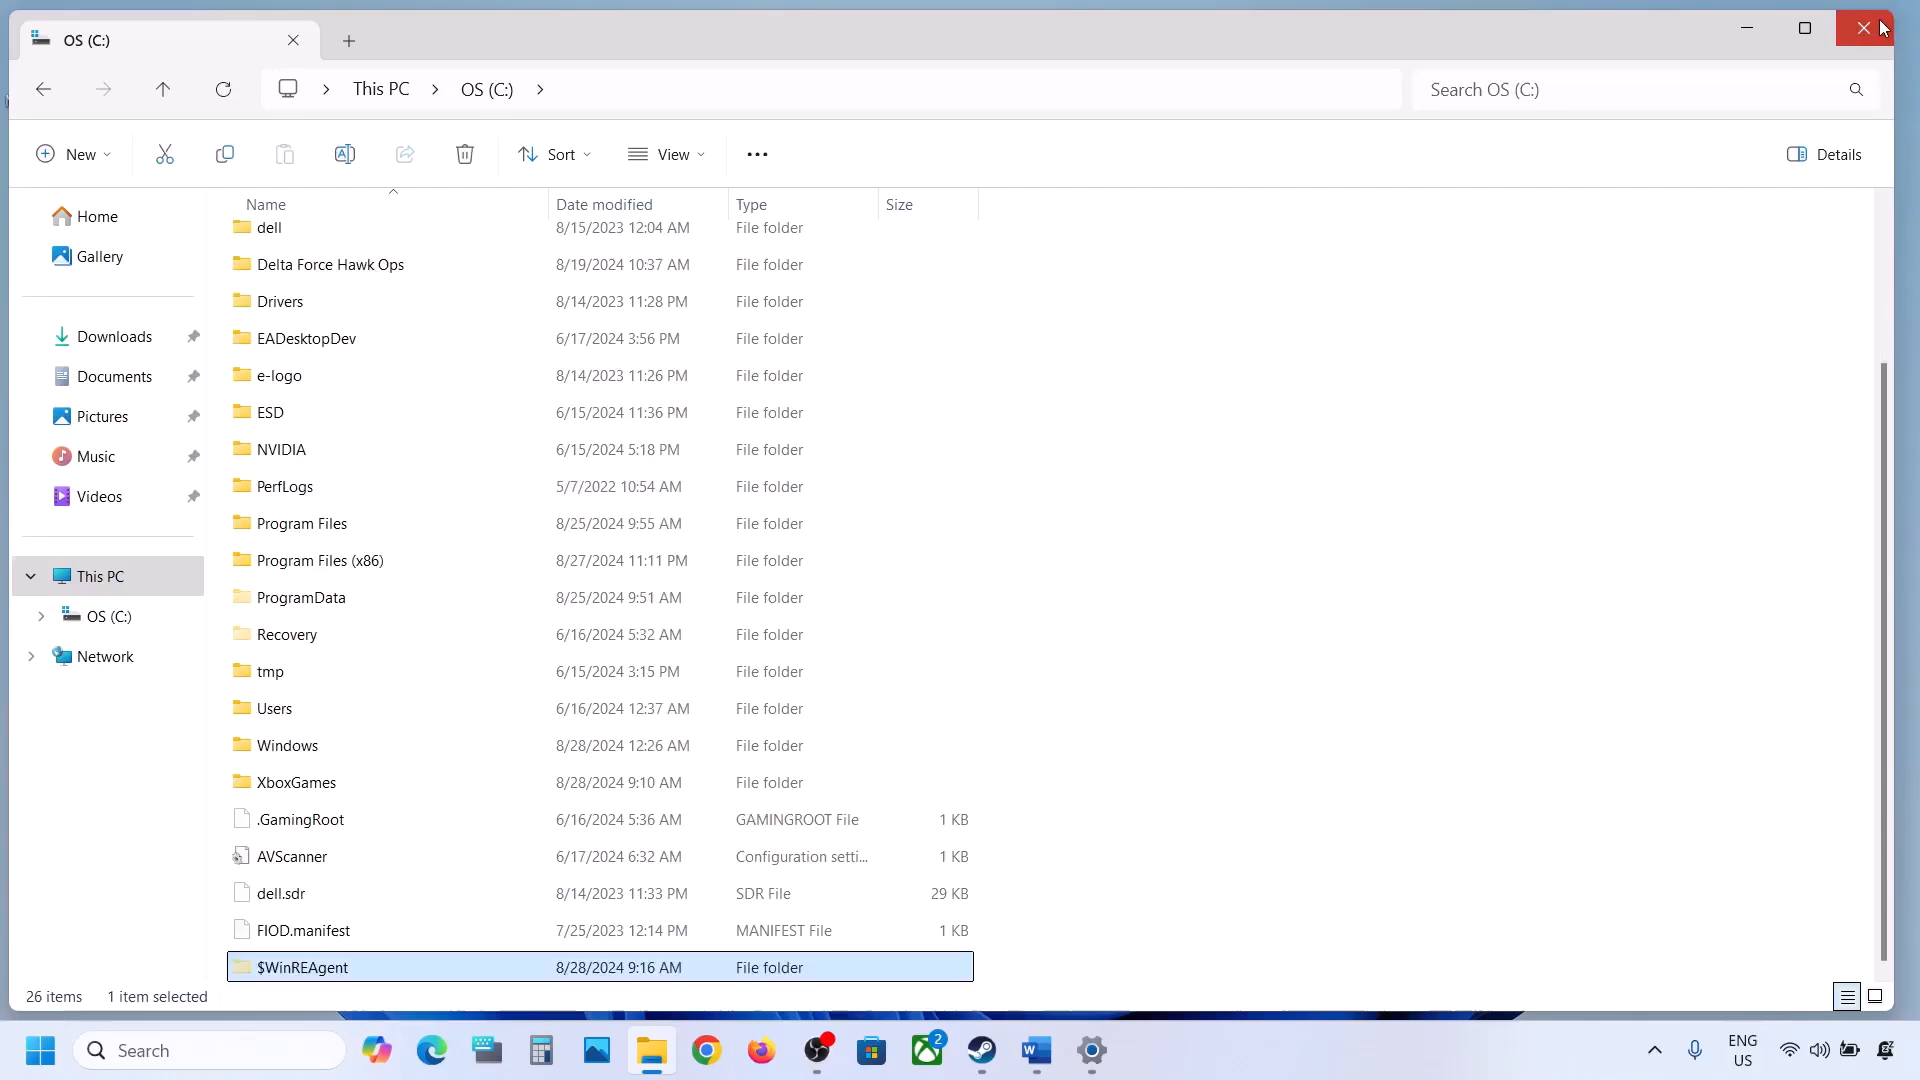 OS (C:)
This PC
OS (C:)
Search OS (C:)
New
Sort
View
Details
Name
Date modified
Type
Size
Home
Gallery
Downloads
Documents
Pictures
Music
Videos
This PC
OS (C:)
Network
dell 8/15/2023 12:04 AM File folder
Delta Force Hawk Ops 8/19/2024 10:37 AM File folder
Drivers 8/14/2023 11:28 PM File folder
EADesktopDev 6/17/2024 3:56 PM File folder
e-logo 8/14/2023 11:26 PM File folder
ESD 6/15/2024 11:36 PM File folder
NVIDIA 6/15/2024 5:18 PM File folder
PerfLogs 5/7/2022 10:54 AM File folder
Program Files 8/25/2024 9:55 AM File folder
Program Files (x86) 8/27/2024 11:11 PM File folder
ProgramData 8/25/2024 9:51 AM File folder
Recovery 6/16/2024 5:32 AM File folder
tmp 6/15/2024 3:15 PM File folder
Users 6/16/2024 12:37 AM File folder
Windows 8/28/2024 12:26 AM File folder
XboxGames 8/28/2024 9:10 AM File folder
.GamingRoot 6/16/2024 5:36 AM GAMINGROOT File 1 KB
AVScanner 6/17/2024 6:32 AM Configuration setti... 1 KB
dell.sdr 8/14/2023 11:33 PM SDR File 29 KB
FIOD.manifest 7/25/2023 12:14 PM MANIFEST File 1 KB
$WinREAgent 8/28/2024 9:16 AM File folder
26 items 1 item selected
Search
2
ENG
US